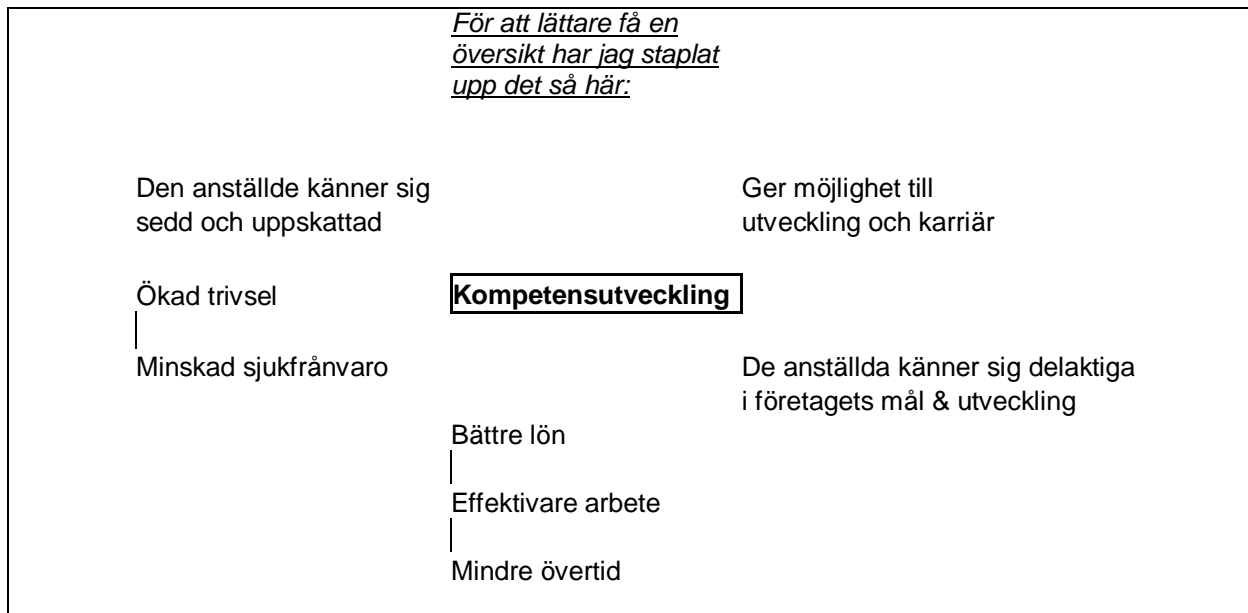 För att lättare få en
översikt har jag staplat
upp det så här:
Den anställde känner sig
sedd och uppskattad
Ger möjlighet till
utveckling och karriär
Ökad trivsel
Kompetensutveckling
Minskad sjukfrånvaro
De anställda känner sig delaktiga
i företagets mål & utveckling
Bättre lön
Effektivare arbete
Mindre övertid